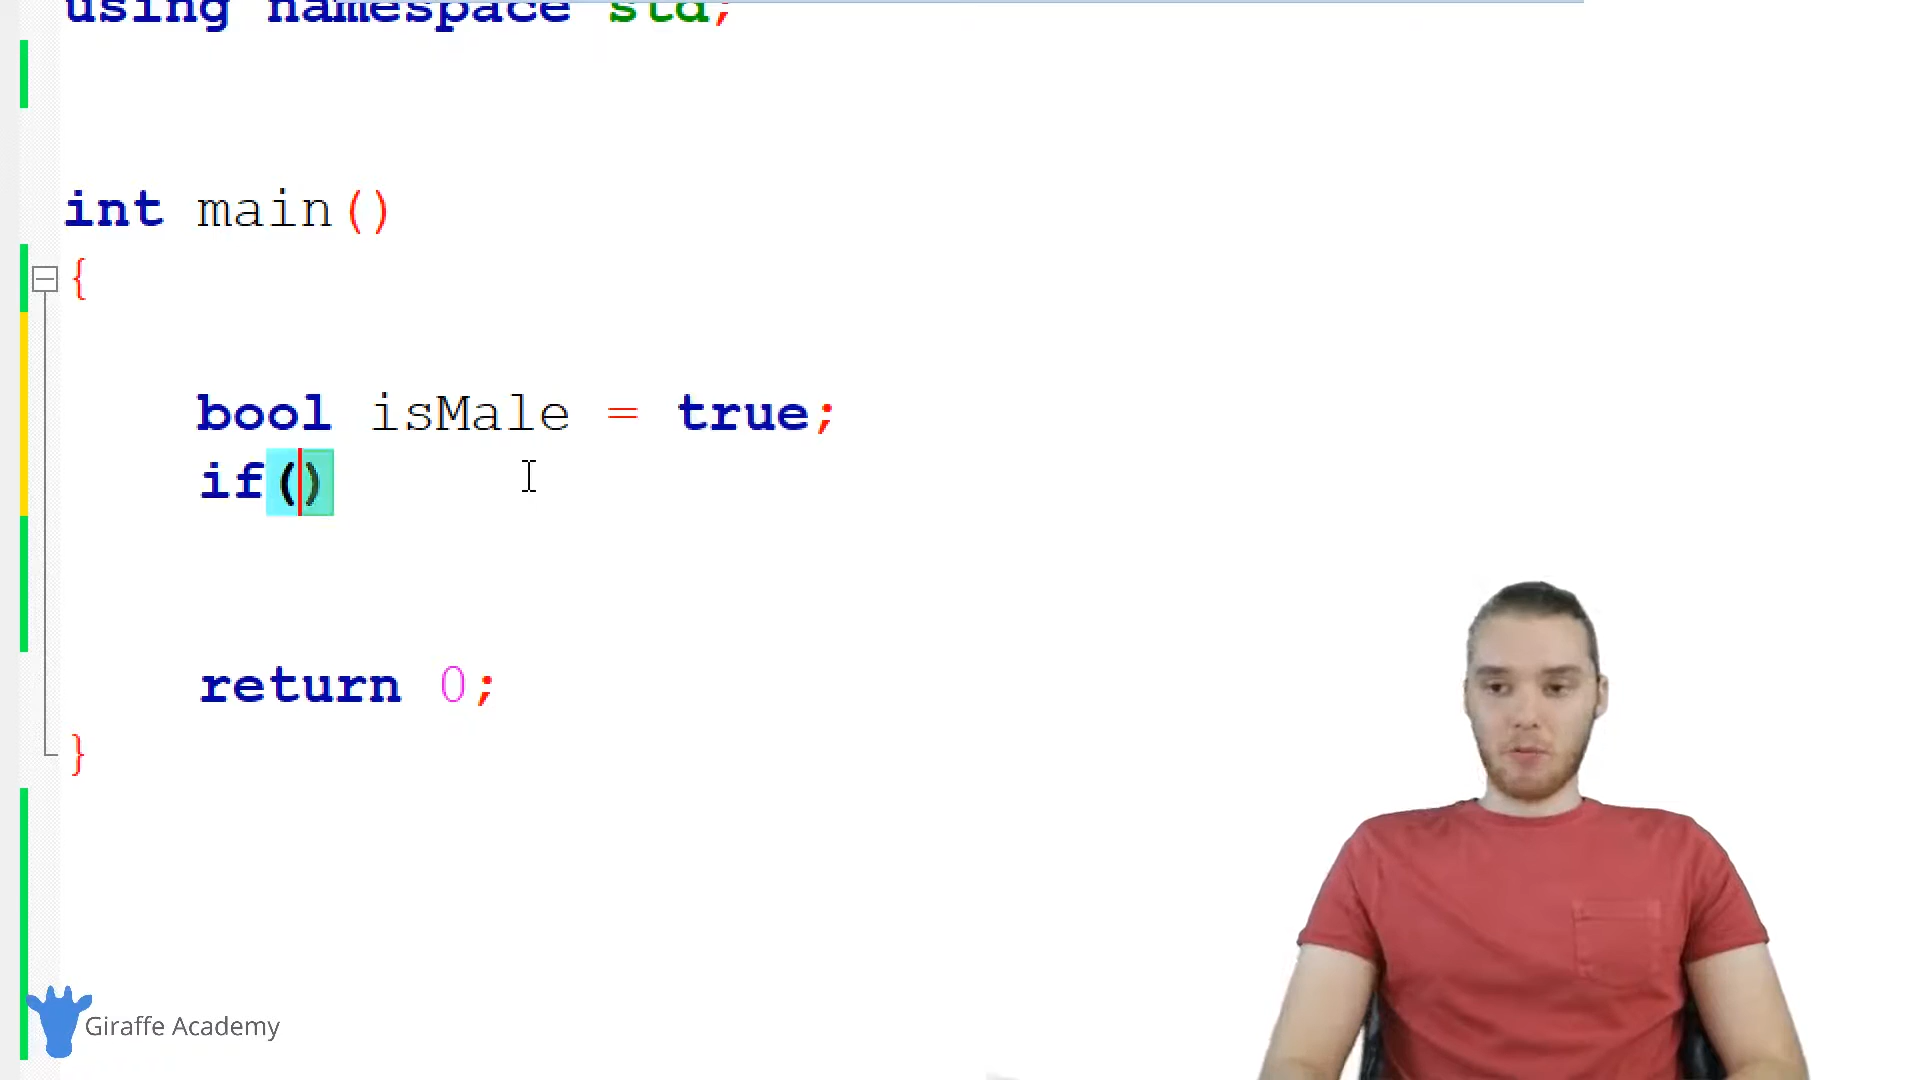 using namespace std;
int main()
{
bool isMale = true;
if()
return 0;
}
Giraffe Academy